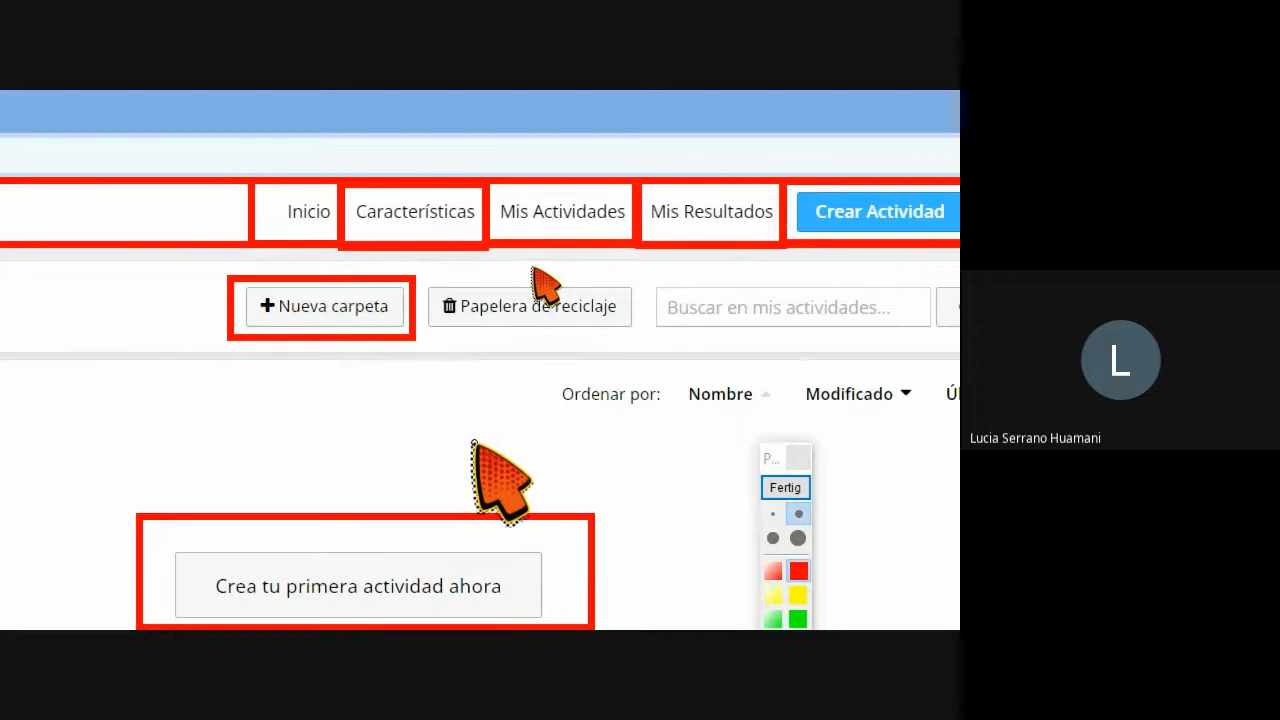 Inicio Características Mis Actividades Mis Resultados Crear Actividad
Nueva carpeta Papelera de reciclaje Buscar en mis actividades...
Ordenar por: Nombre Modificado
P...
Fertig
Crea tu primera actividad ahora
L
Lucia Serrano Huamani